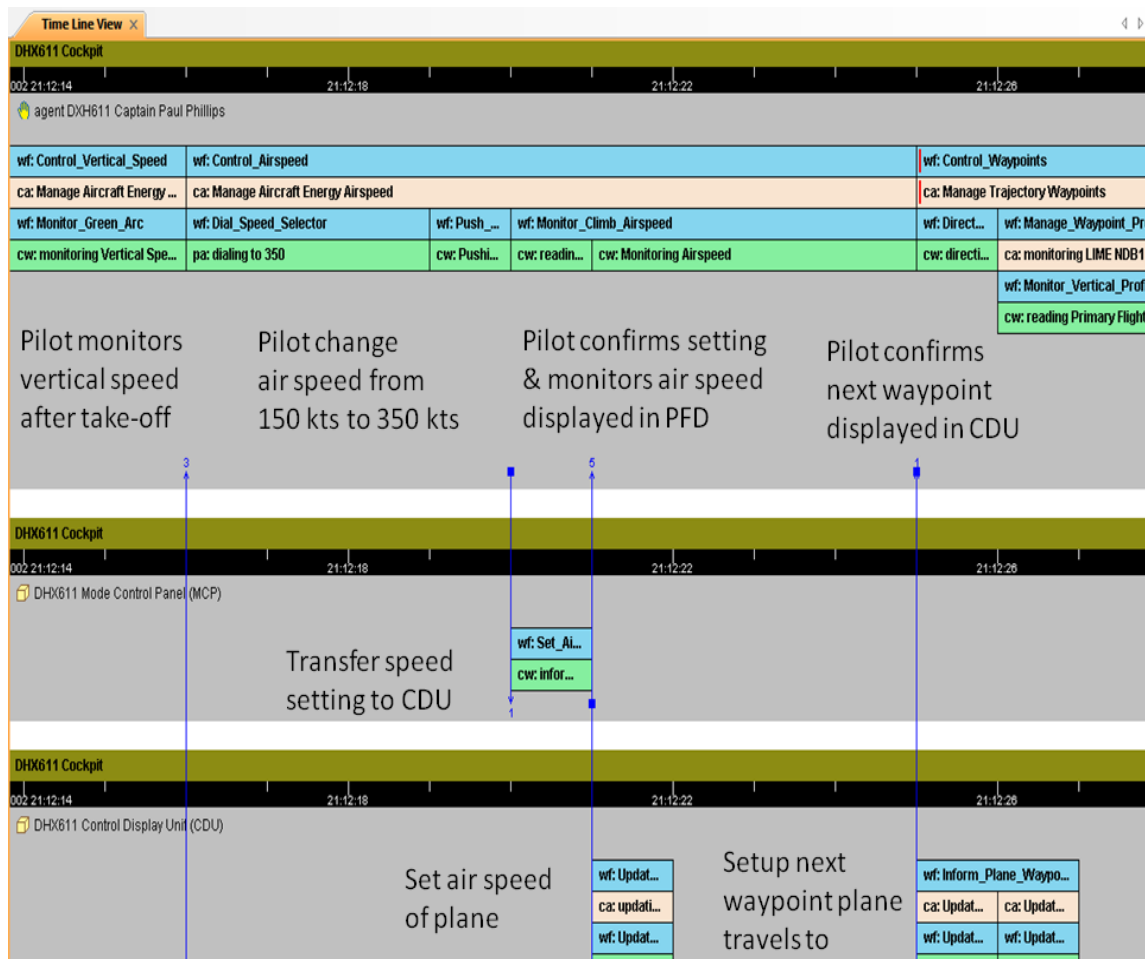 Time Line View
DHX611 Cockpit
002 21:12:14 21:12:18 21:12:22 21:12:26
agent DXH611 Captain Paul Phillips
wf: Control_Vertical_Speed wf: Control_Airspeed wf: Control_Waypoints
ca: Manage Aircraft Energy ... ca: Manage Aircraft Energy Airspeed ca: Manage Trajectory Waypoints
wf: Monitor_Green_Arc wf: Dial_Speed_Selector wf: Push_... wf: Monitor_Climb_Airspeed wf: Direct... wf: Manage_Waypoint_Pr
cw: monitoring Vertical Spe... pa: dialing to 350 cw: Pushi... cw: readin... cw: Monitoring Airspeed cw: directi... ca: monitoring LIME NDB1
wf: Monitor_Vertical_Prof
cw: reading Primary Flight
Pilot monitors
vertical speed
after take-off
Pilot change
air speed from
150 kts to 350 kts
Pilot confirms setting
& monitors air speed
displayed in PFD
Pilot confirms
next waypoint
displayed in CDU
3 5 1
DHX611 Cockpit
002 21:12:14 21:12:18 21:12:22 21:12:26
DHX611 Mode Control Panel (MCP)
wf: Set_Ai...
cw: infor...
Transfer speed
setting to CDU
1
DHX611 Cockpit
002 21:12:14 21:12:18 21:12:22 21:12:26
DHX611 Control Display Unit (CDU)
Set air speed
of plane
wf: Updat...
ca: updati...
wf: Updat...
Setup next
waypoint plane
travels to
wf: Inform_Plane_Waypo...
ca: Updat... ca: Updat...
wf: Updat... wf: Updat...